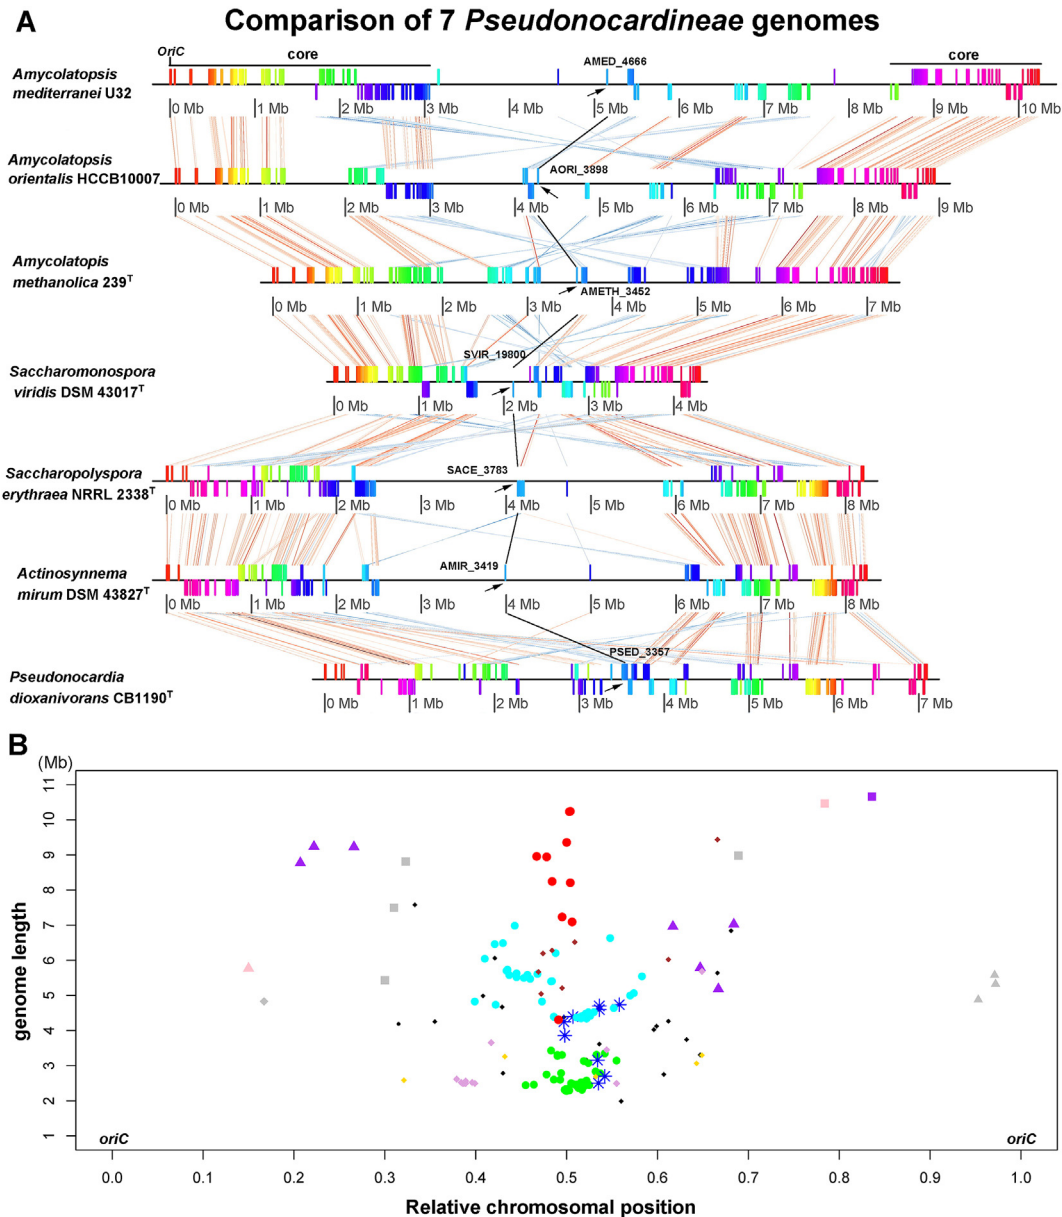 A
Comparison of 7 Pseudonocardineae genomes
OriC
core
AMED_4666
core
Amycolatopsis
mediterranei U32
0 Mb 1 Mb 2 Mb 3 Mb 4 Mb 5 Mb 6 Mb 7 Mb 8 Mb 9 Mb 10 Mb
Amycolatopsis
orientalis HCCB10007
AORI_3898
0 Mb 1 Mb 2 Mb 3 Mb 4 Mb 5 Mb 6 Mb 7 Mb 8 Mb 9 Mb
Amycolatopis
methanolica 239T
AMETH_3452
0 Mb 1 Mb 2 Mb 3 Mb 4 Mb 5 Mb 6 Mb 7 Mb
SVIR_19800
Saccharomonospora
viridis DSM 43017T
0 Mb 1 Mb 2 Mb 3 Mb 4 Mb
SACE_3783
Saccharopolyspora
erythraea NRRL 2338T
0 Mb 1 Mb 2 Mb 3 Mb 4 Mb 5 Mb 6 Mb 7 Mb 8 Mb
AMIR_3419
Actinosynnema
mirum DSM 43827T
0 Mb 1 Mb 2 Mb 3 Mb 4 Mb 5 Mb 6 Mb 7 Mb 8 Mb
PSED_3357
Pseudonocardia
dioxanivorans CB1190T
0 Mb 1 Mb 2 Mb 3 Mb 4 Mb 5 Mb 6 Mb 7 Mb
B
(Mb)
11
10
9
8
7
6
5
4
3
2
1
genome length
oriC oriC
0.0 0.1 0.2 0.3 0.4 0.5 0.6 0.7 0.8 0.9 1.0
Relative chromosomal position